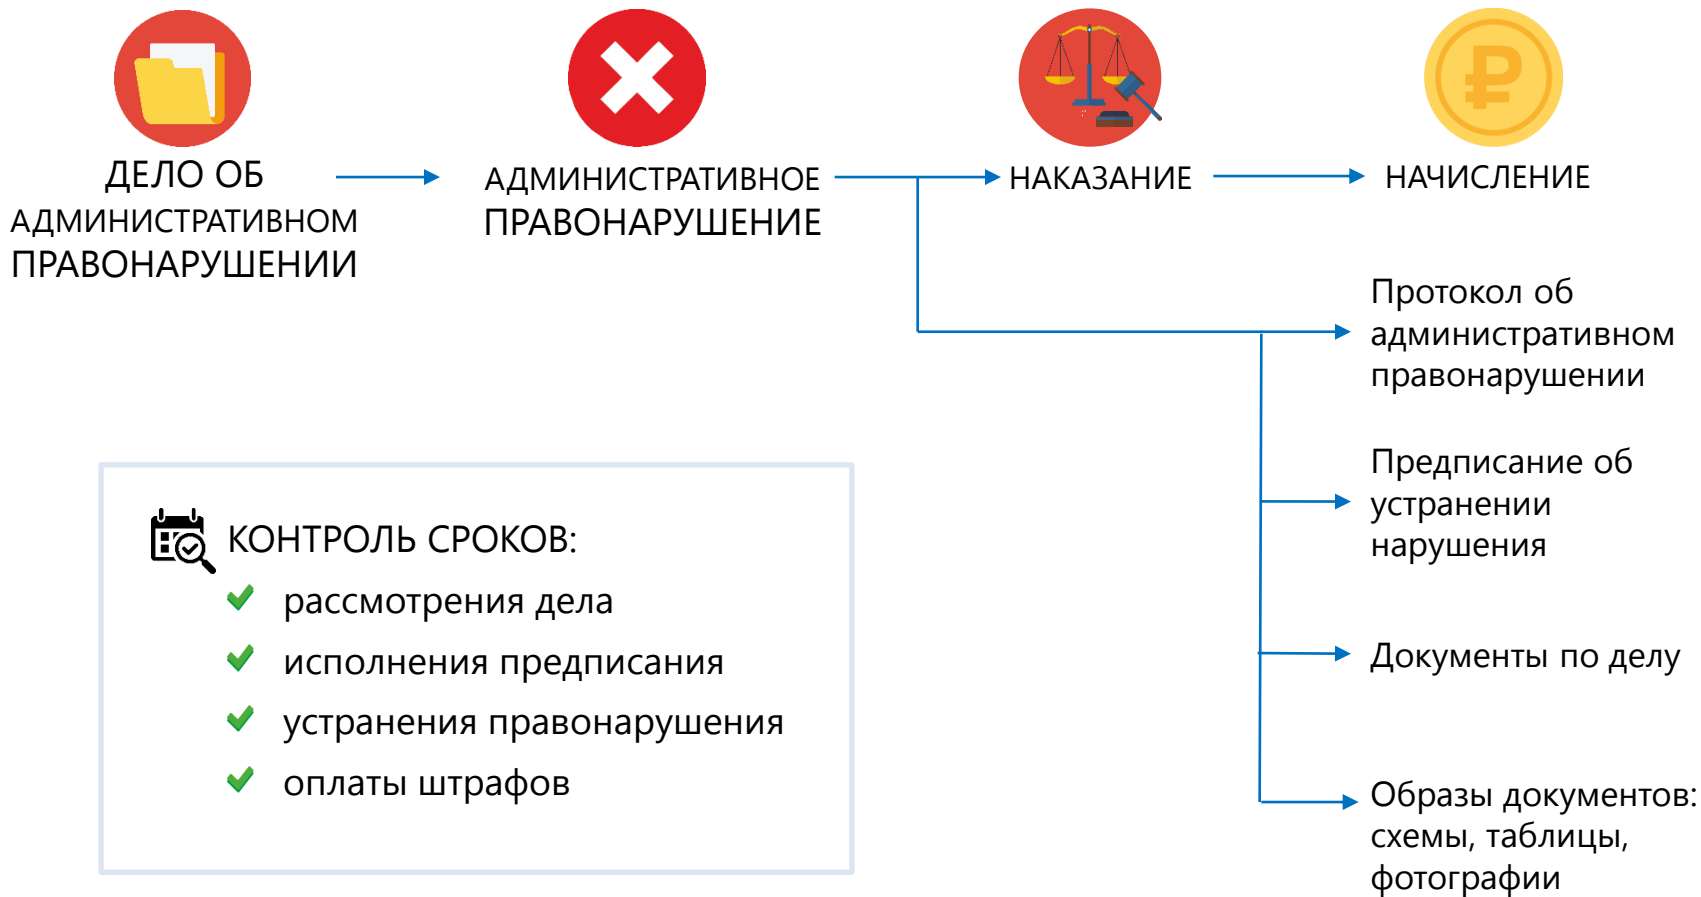 ДЕЛО ОБ
АДМИНИСТРАТИВНОМ
ПРАВОНАРУШЕНИИ
АДМИНИСТРАТИВНОЕ
ПРАВОНАРУШЕНИЕ
НАКАЗАНИЕ
НАЧИСЛЕНИЕ
Протокол об
административном
правонарушении
Предписание об
устранении
нарушения
Документы по делу
Образы документов:
схемы, таблицы,
фотографии
КОНТРОЛЬ СРОКОВ:
рассмотрения дела
исполнения предписания
устранения правонарушения
оплаты штрафов